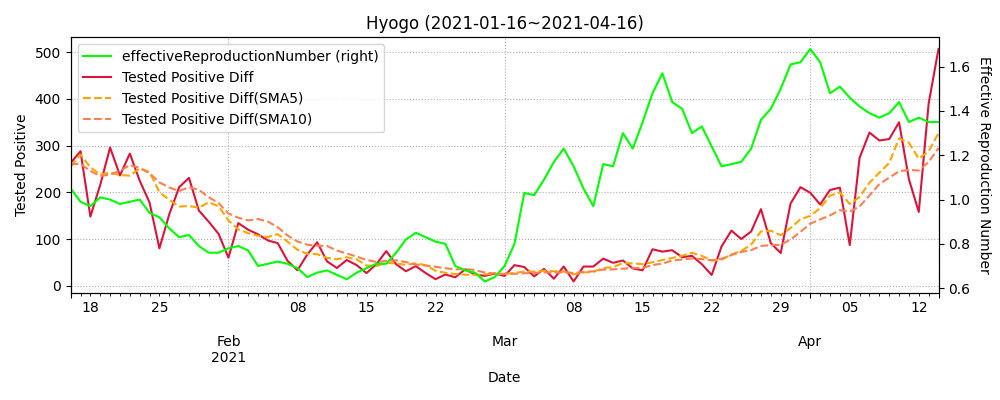 Hyogo (2021-01-16~2021-04-16)
effectiveReproductionNumber (right)
Tested Positive Diff
Tested Positive Diff(SMA5)
Tested Positive Diff(SMA10)
Tested Positive
500
400
300
200
100
0
1.6
1.4
1.2
1.0
0.8
0.6
Effective Reproduction Number
18 25 08 15 22 08 15 22 29 05 12
Feb Mar Apr
2021
Date